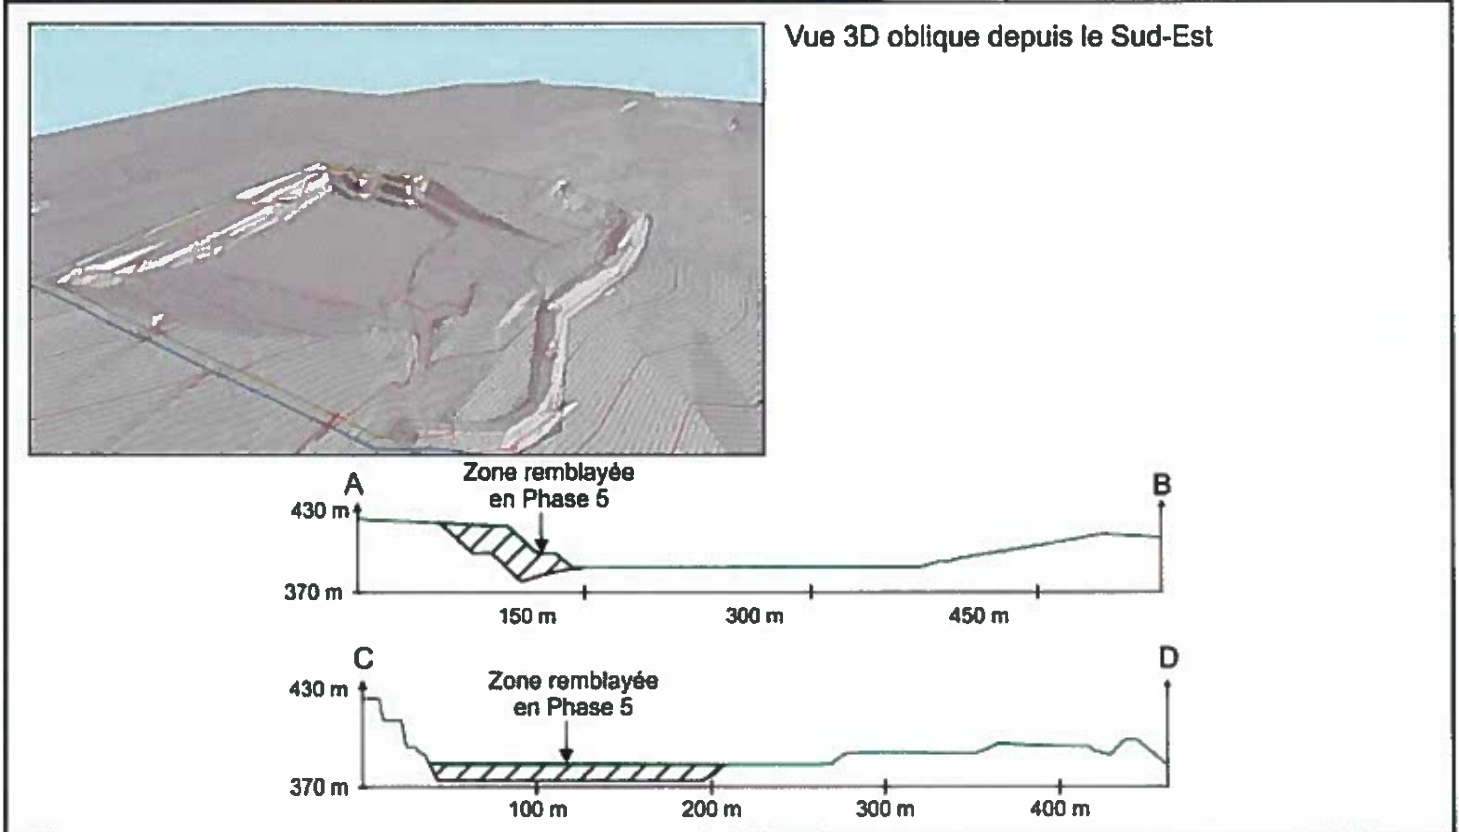 Vue 3D oblique depuis le Sud-Est
Zone remblayée
en Phase 5
A
B
430 m
370 m
150 m
300 m
450 m
C
D
Zone remblayée
en Phase 5
430 m
370 m
100 m
200 m
300 m
400 m